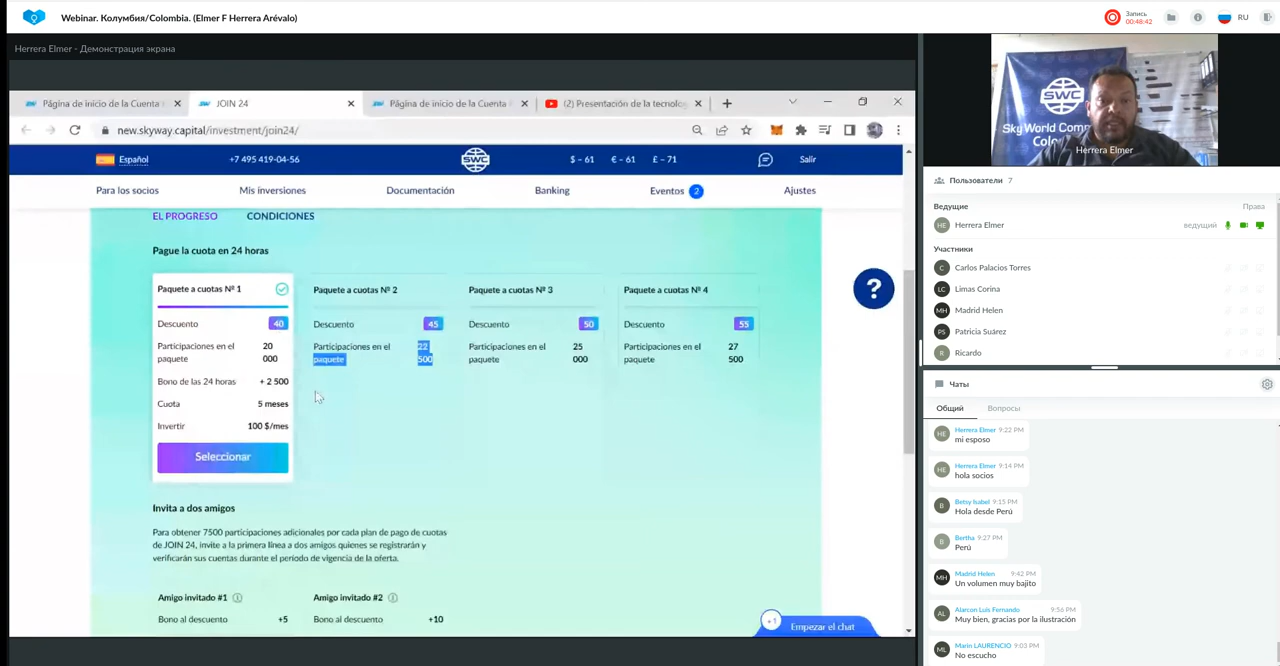 Webinar. Колумбия/Colombia. (Elmer F Herrera Arévalo)
Запись
00:48:42
RU
Herrera Elmer - Демонстрация экрана
Página de inicio de la Cuenta
JOIN 24
Página de inicio de la Cuenta
(2) Presentación de la tecnolog
new.skyway.capital/investment/join24/
Español
+7 495 419-04-56
SWC
$ – 61
€ – 61
£ – 71
Salir
Para los socios
Mis inversiones
Documentación
Banking
Eventos 2
Ajustes
EL PROGRESO
CONDICIONES
Pague la cuota en 24 horas
Paquete a cuotas № 1
Descuento 40
Participaciones en el paquete 20 000
Bono de las 24 horas + 2 500
Cuota 5 meses
Invertir 100 $/mes
Seleccionar
Paquete a cuotas № 2
Descuento 45
Participaciones en el paquete 22 500
Paquete a cuotas № 3
Descuento 50
Participaciones en el paquete 25 000
Paquete a cuotas № 4
Descuento 55
Participaciones en el paquete 27 500
?
Invita a dos amigos
Para obtener 7500 participaciones adicionales por cada plan de pago de cuotas
de JOIN 24, invite a la primera línea a dos amigos quienes se registrarán y
verificarán sus cuentas durante el período de vigencia de la oferta.
Amigo invitado #1
Bono al descuento +5
Amigo invitado #2
Bono al descuento +10
+1
Empezar el chat
SWC
Sky World Comm
Col
Herrera Elmer
Пользователи 7
Ведущие
Права
HE Herrera Elmer
ведущий
Участники
C Carlos Palacios Torres
LC Limas Corina
MH Madrid Helen
PS Patricia Suárez
R Ricardo
Чаты
Общий
Вопросы
HE Herrera Elmer 9:22 PM
mi esposo
HE Herrera Elmer 9:14 PM
hola socios
B Betsy Isabel 9:15 PM
Hola desde Perú
B Bertha 9:27 PM
Perú
MH Madrid Helen 9:42 PM
Un volumen muy bajito
AL Alarcon Luis Fernando 9:56 PM
Muy bien, gracias por la ilustración
ML Marin LAURENCIO 9:03 PM
No escucho